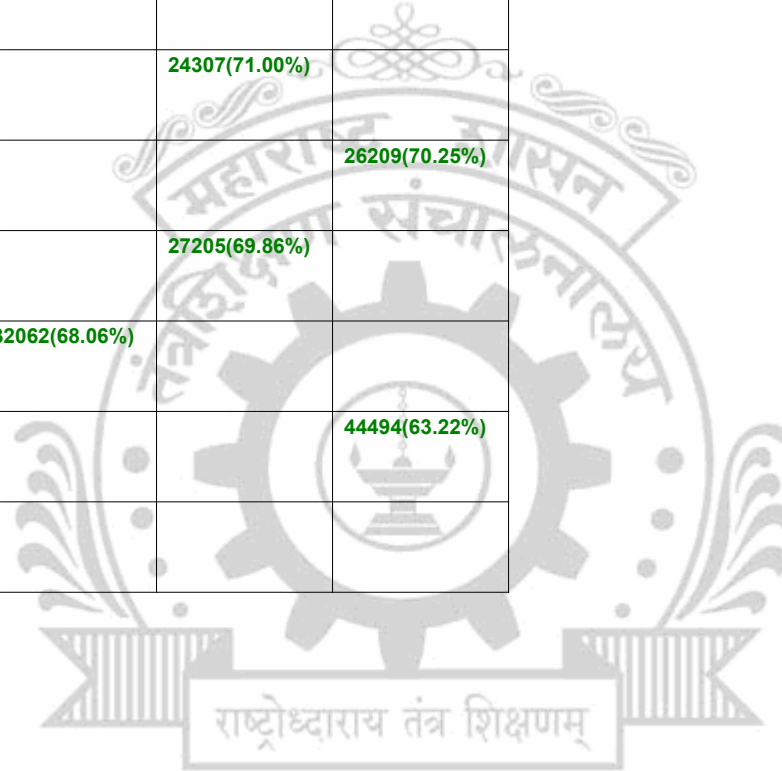 24307(71.00%)
महाराष्ट्र शासन
26209(70.25%)
तंत्रशिक्षण संचालनालय
27205(69.86%)
32062(68.06%)
44494(63.22%)
राष्ट्रोध्दाराय तंत्र शिक्षणम्